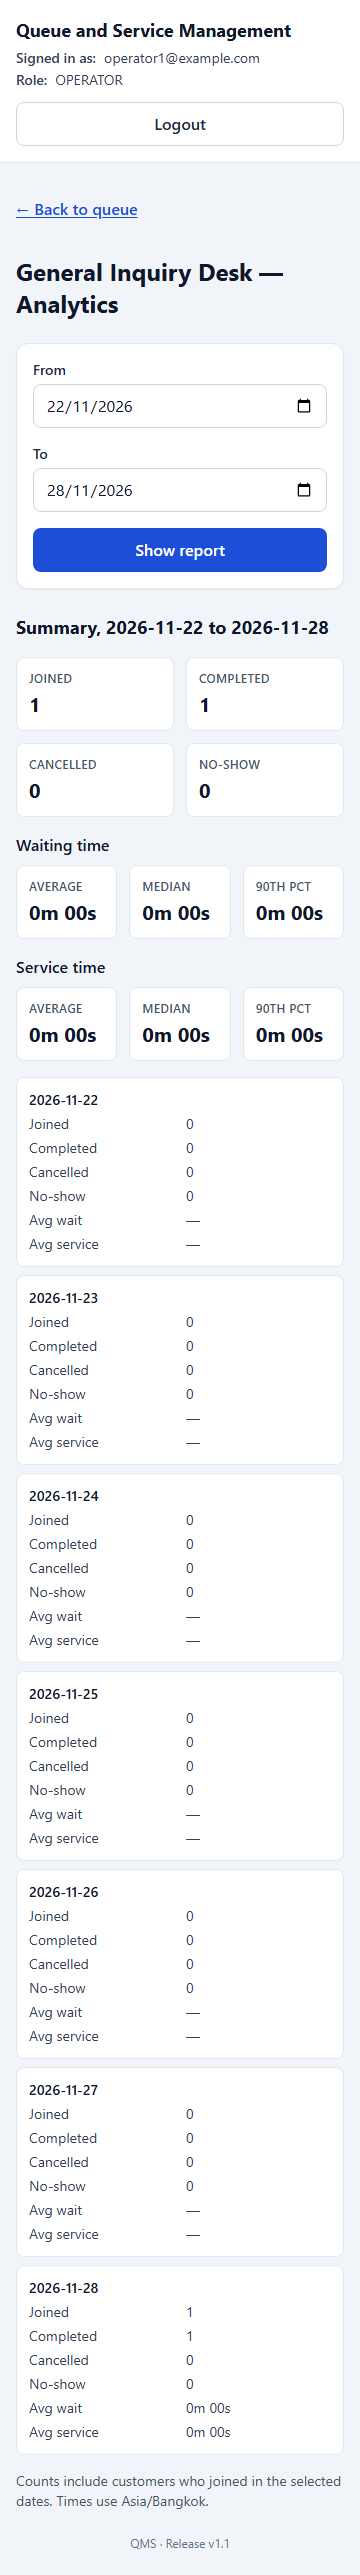 Queue and Service Management
Signed in as: operator1@example.com
Role: OPERATOR
Logout
← Back to queue
General Inquiry Desk —
Analytics
From
22/11/2026
To
28/11/2026
Show report
Summary, 2026-11-22 to 2026-11-28
JOINED COMPLETED
1 1
CANCELLED NO-SHOW
0 0
Waiting time
AVERAGE MEDIAN 90TH PCT
0m 00s 0m 00s 0m 00s
Service time
AVERAGE MEDIAN 90TH PCT
0m 00s 0m 00s 0m 00s
2026-11-22
Joined 0
Completed 0
Cancelled 0
No-show 0
Avg wait —
Avg service —
2026-11-23
Joined 0
Completed 0
Cancelled 0
No-show 0
Avg wait —
Avg service —
2026-11-24
Joined 0
Completed 0
Cancelled 0
No-show 0
Avg wait —
Avg service —
2026-11-25
Joined 0
Completed 0
Cancelled 0
No-show 0
Avg wait —
Avg service —
2026-11-26
Joined 0
Completed 0
Cancelled 0
No-show 0
Avg wait —
Avg service —
2026-11-27
Joined 0
Completed 0
Cancelled 0
No-show 0
Avg wait —
Avg service —
2026-11-28
Joined 1
Completed 1
Cancelled 0
No-show 0
Avg wait 0m 00s
Avg service 0m 00s
Counts include customers who joined in the selected
dates. Times use Asia/Bangkok.
QMS · Release v1.1